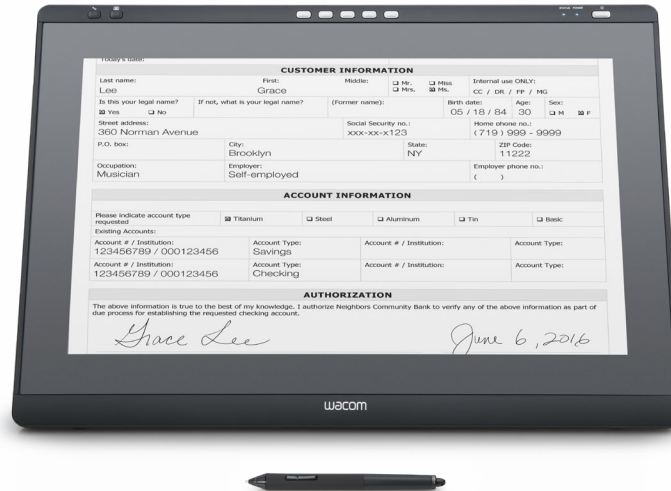 STATUS POWER
Today's date:
CUSTOMER INFORMATION
Last name: First: Middle: ☐ Mr. ☐ Miss Internal use ONLY:
Lee Grace ☐ Mrs. ☒ Ms. CC / DR / FP / MG
Is this your legal name? If not, what is your legal name? (Former name): Birth date: Age: Sex:
☒ Yes ☐ No 05 / 18 / 84 30 ☐ M ☒ F
Street address: Social Security no.: Home phone no.:
360 Norman Avenue xxx-xx-x123 (719) 999 - 9999
P.O. box: City: State: ZIP Code:
Brooklyn NY 11222
Occupation: Employer: Employer phone no.:
Musician Self-employed ( )
ACCOUNT INFORMATION
Please indicate account type
requested ☒ Titanium ☐ Steel ☐ Aluminum ☐ Tin ☐ Basic
Existing Accounts:
Account # / Institution: Account Type: Account # / Institution: Account Type:
123456789 / 000123456 Savings
Account # / Institution: Account Type: Account # / Institution: Account Type:
123456789 / 000123456 Checking
AUTHORIZATION
The above information is true to the best of my knowledge. I authorize Neighbors Community Bank to verify any of the above information as part of
due process for establishing the requested checking account.
Grace Lee June 6, 2016
wacom